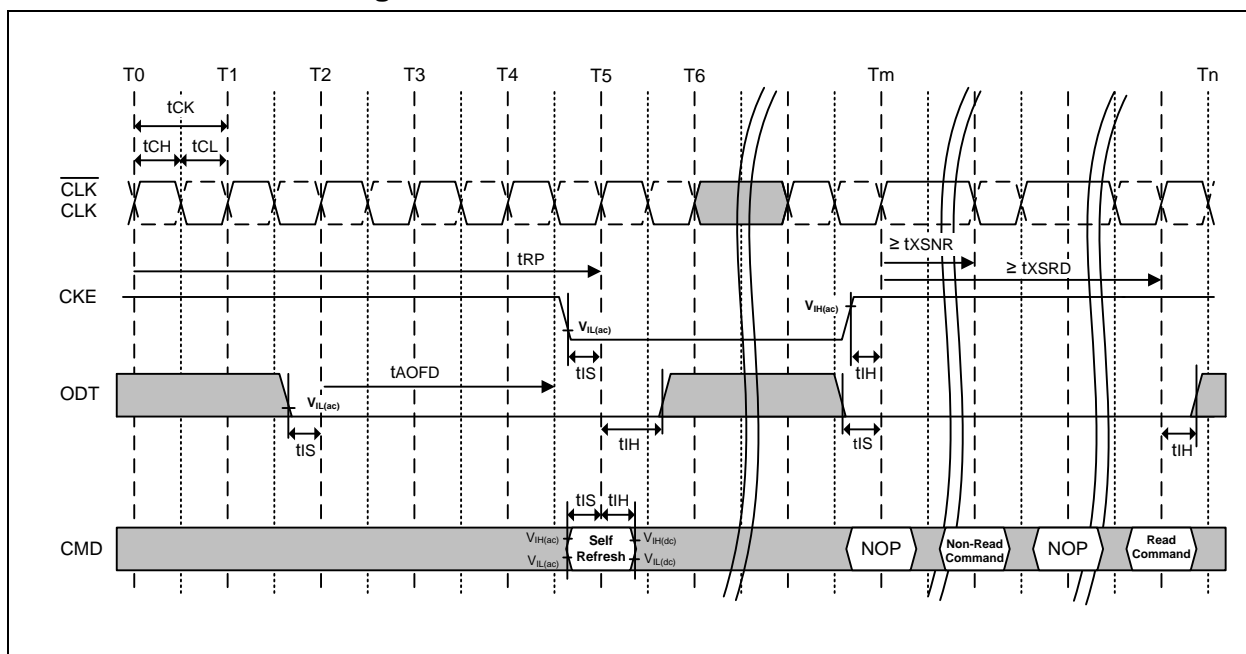 T0 T1 T2 T3 T4 T5 T6 Tm Tn
tCK
tCH tCL
CLK
CLK
≥ tXSNR
tRP
≥ tXSRD
CKE
VIH(ac)
VIL(ac)
tIS
tIH
tAOFD
ODT
VIL(ac)
tIS
tIH
tIS
tIH
tIS tIH
CMD
VIH(ac)
VIL(ac)
Self
Refresh
VIH(dc)
VIL(dc)
NOP
Non-Read
Command
NOP
Read
Command